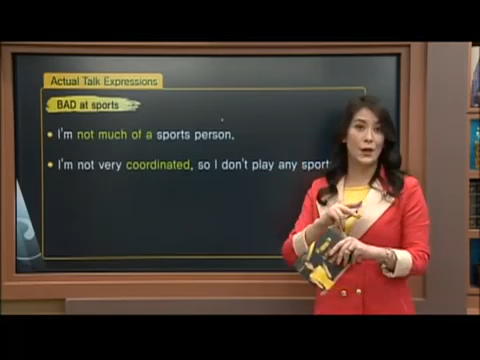 Actual Talk Expressions
BAD at sports
I'm not much of a sports person.
I'm not very coordinated, so I don't play any sport